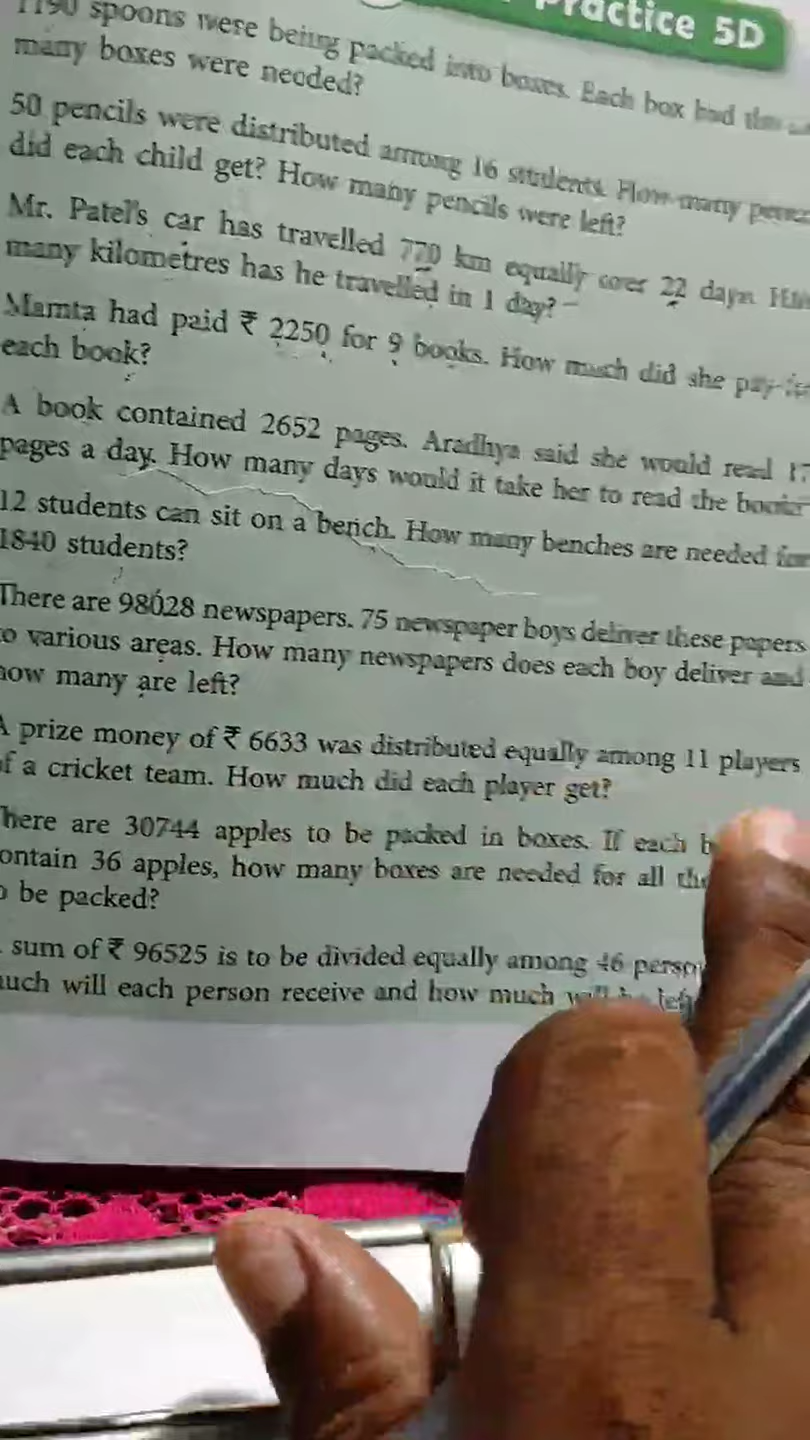 Practice 5D
1190 spoons were being packed into boxes. Each box had
many boxes were needed?
50 pencils were distributed among 16 students. How many
did each child get? How many pencils were left?
Mr. Patel's car has travelled 770 km equally over 22 days.
many kilometres has he travelled in 1 day?
Mamta had paid ₹ 2250 for 9 books. How much did she pay
each book?
A book contained 2652 pages. Aradhya said she would read
pages a day. How many days would it take her to read the
12 students can sit on a bench. How many benches are needed for
1840 students?
There are 98028 newspapers. 75 newspaper boys deliver these papers
to various areas. How many newspapers does each boy deliver and
how many are left?
A prize money of ₹ 6633 was distributed equally among 11 players
of a cricket team. How much did each player get?
There are 30744 apples to be packed in boxes. If each
contain 36 apples, how many boxes are needed for all
be packed?
sum of ₹ 96525 is to be divided equally among 46
much will each person receive and how much will be left